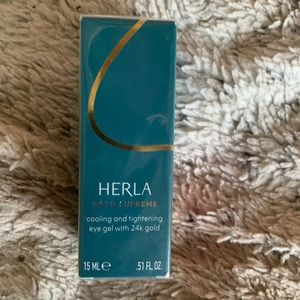 HERLA
GOLD SUPREME
cooling and tightening
eye gel with 24k gold
15 ML ℮ .51 FL.OZ